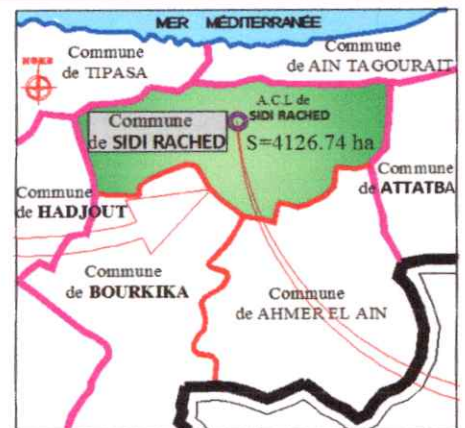 MER MÉDITERRANÉE
Commune
de TIPASA
Commune
de AIN TAGOURAIT
A.C.L de
SIDI RACHED
Commune
de SIDI RACHED
S=4126.74 ha
Commune
de ATTATBA
Commune
de HADJOUT
Commune
de BOURKIKA
Commune
de AHMER EL AIN